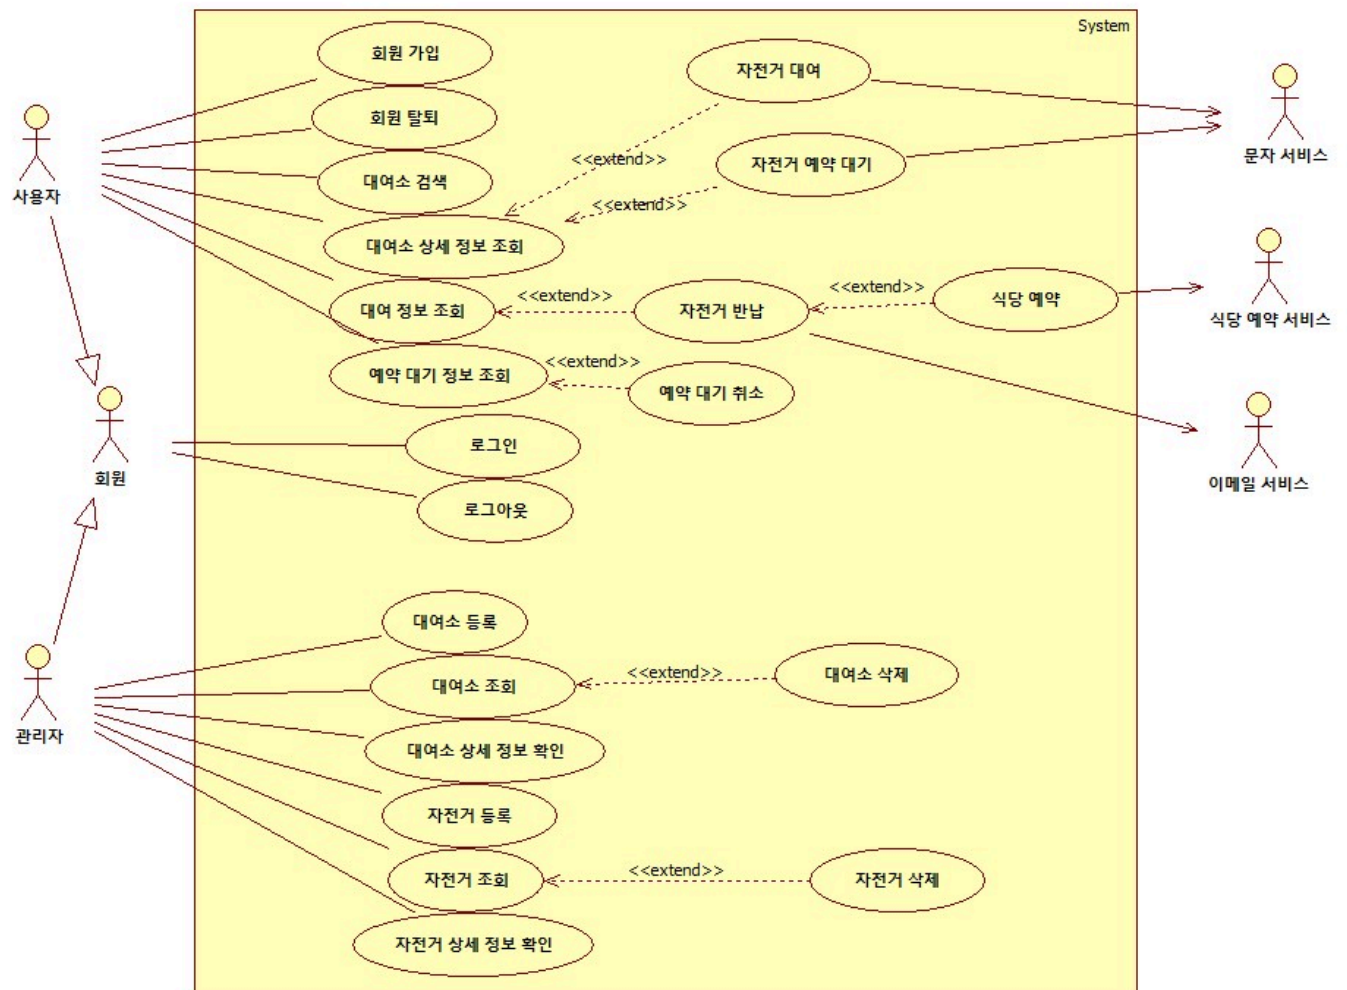 System
회원 가입
자전거 대여
문자 서비스
회원 탈퇴
사용자
<<extend>>
자전거 예약 대기
대여소 검색
<<extend>>
대여소 상세 정보 조회
대여 정보 조회
<<extend>>
자전거 반납
<<extend>>
식당 예약
식당 예약 서비스
예약 대기 정보 조회
<<extend>>
예약 대기 취소
회원
로그인
이메일 서비스
로그아웃
대여소 등록
대여소 조회
<<extend>>
대여소 삭제
관리자
대여소 상세 정보 확인
자전거 등록
자전거 조회
<<extend>>
자전거 삭제
자전거 상세 정보 확인